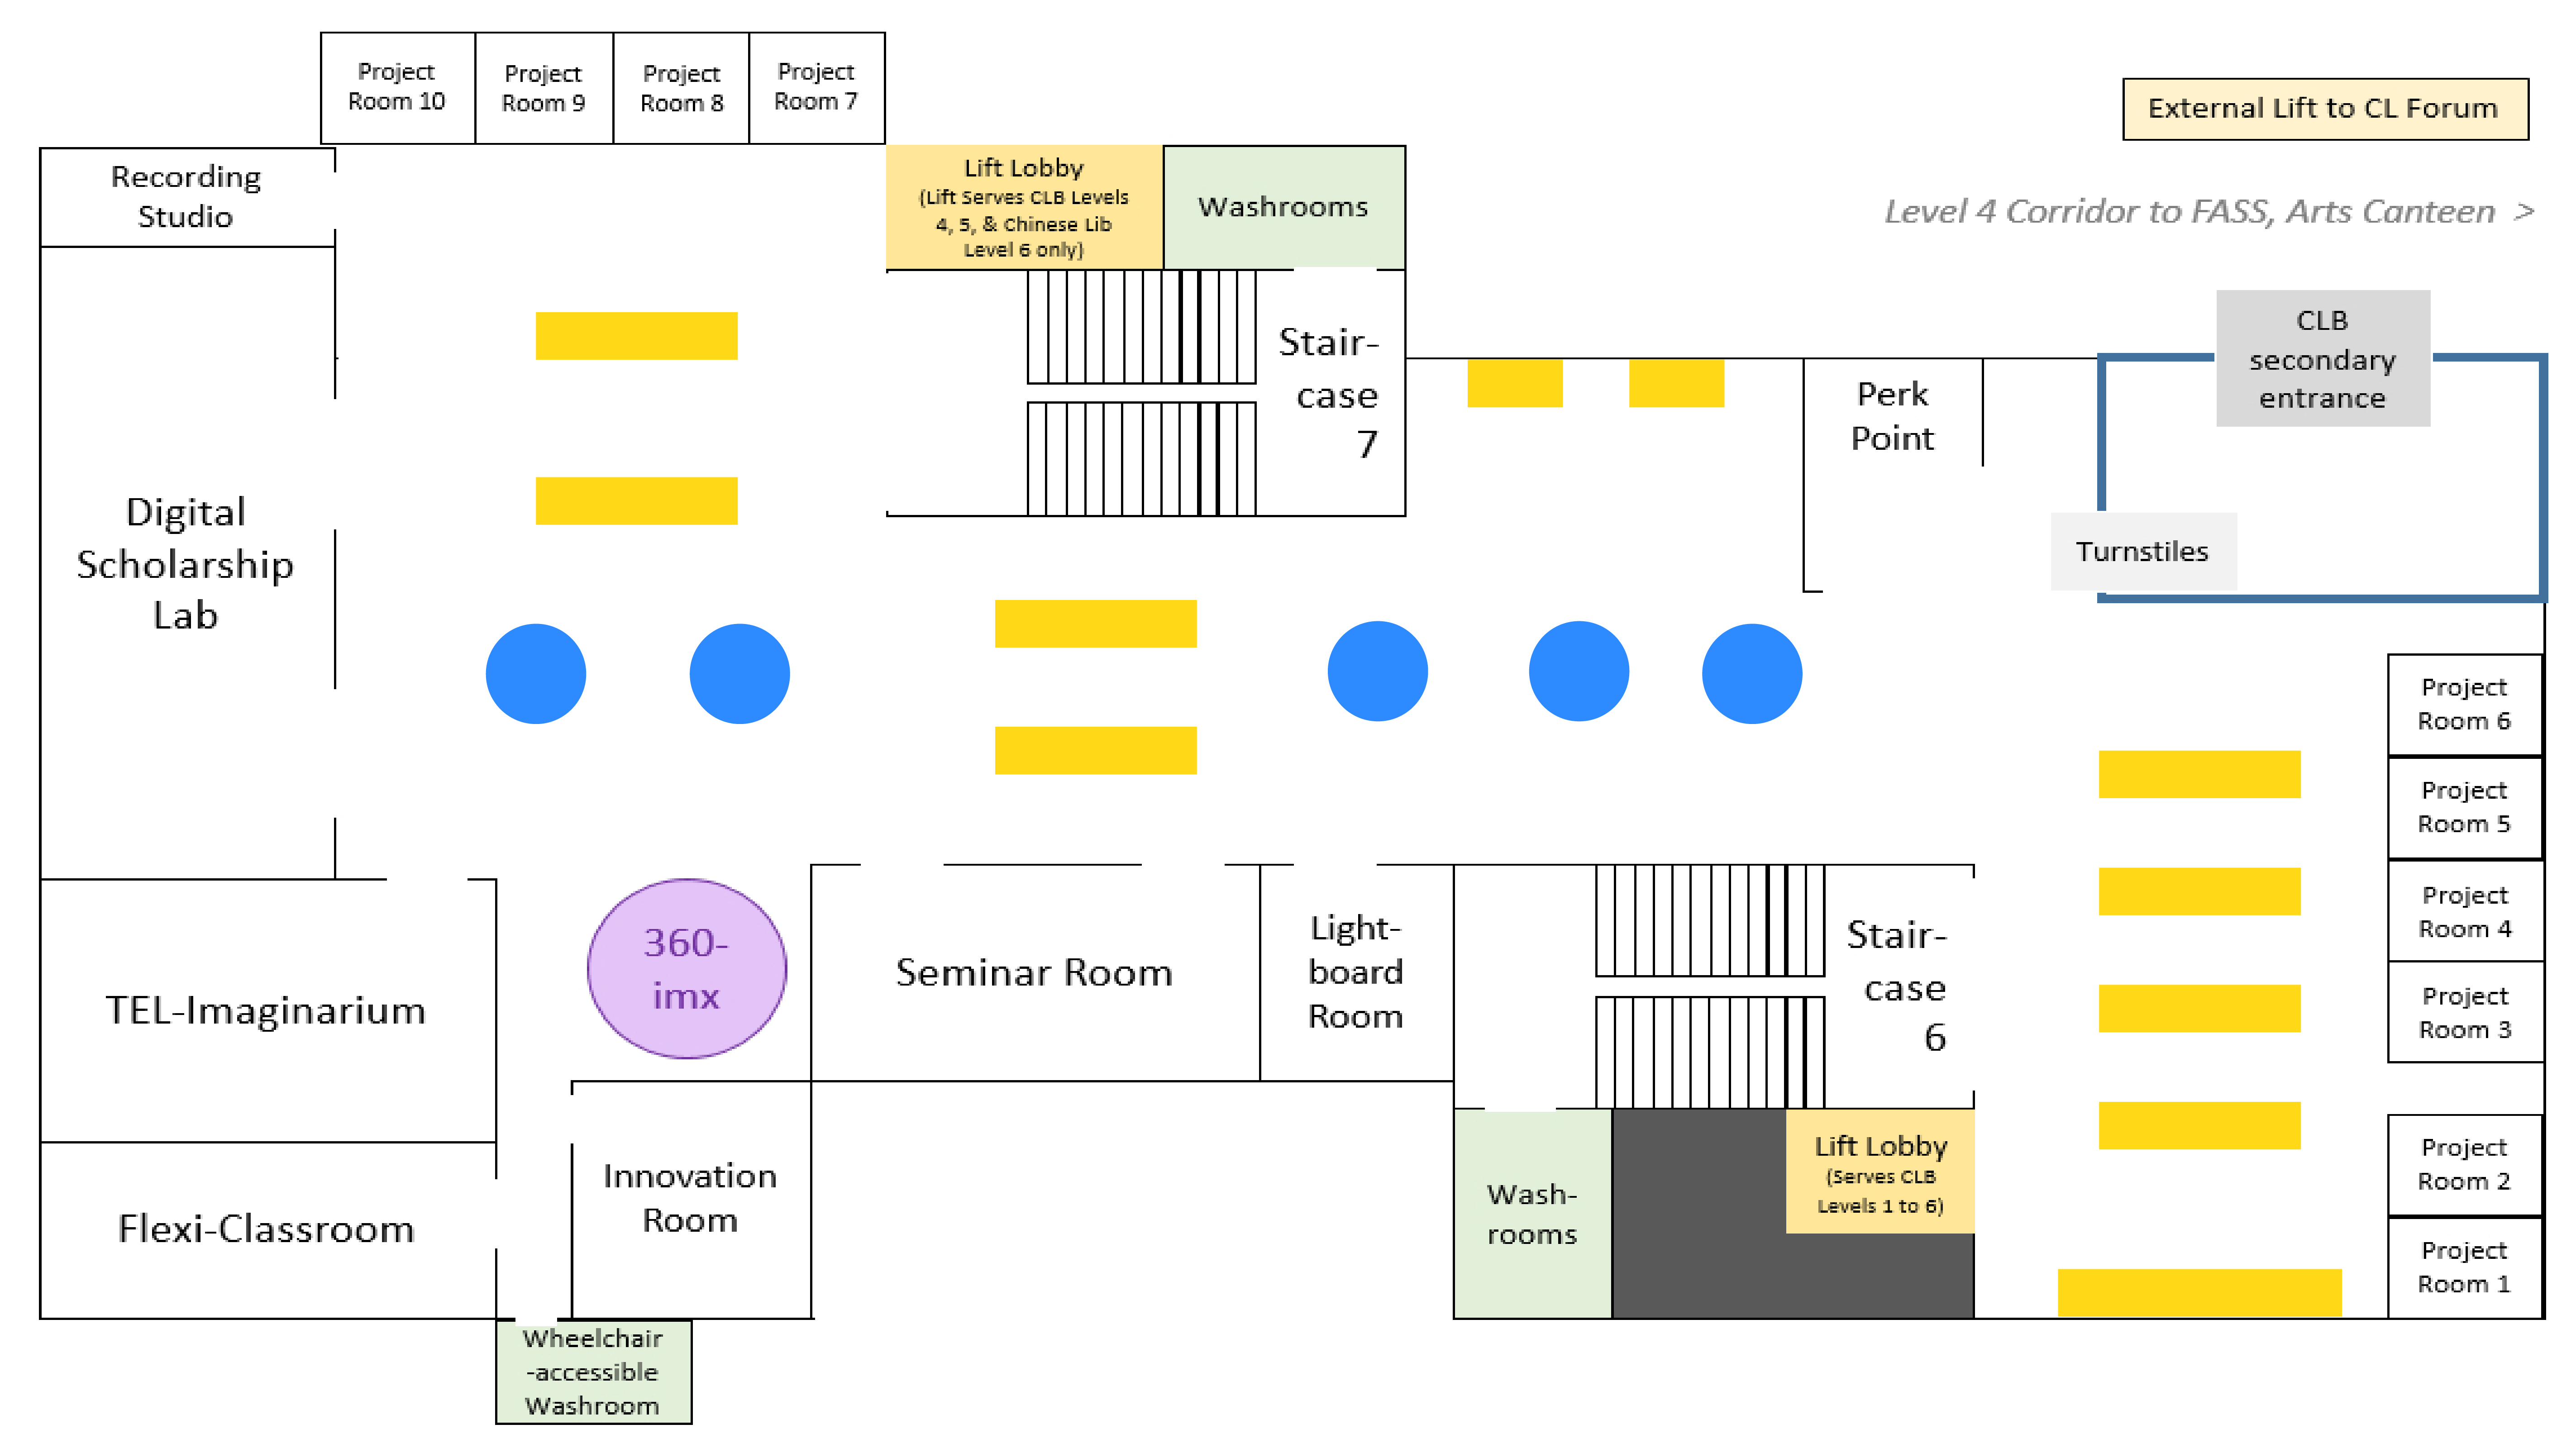 Project
Room 10
Project
Room 9
Project
Room 8
Project
Room 7
External Lift to CL Forum
Recording
Studio
Lift Lobby
(Lift Serves CLB Levels
4, 5, & Chinese Lib
Level 6 only)
Washrooms
Level 4 Corridor to FASS, Arts Canteen >
Stair-
case
7
Perk
Point
CLB
secondary
entrance
Digital
Scholarship
Lab
Turnstiles
Project
Room 6
Project
Room 5
Project
Room 4
Project
Room 3
360-
imx
Seminar Room
Light-
board
Room
Stair-
case
6
TEL-Imaginarium
Innovation
Room
Flexi-Classroom
Wash-
rooms
Lift Lobby
(Serves CLB
Levels 1 to 6)
Project
Room 2
Project
Room 1
Wheelchair
-accessible
Washroom